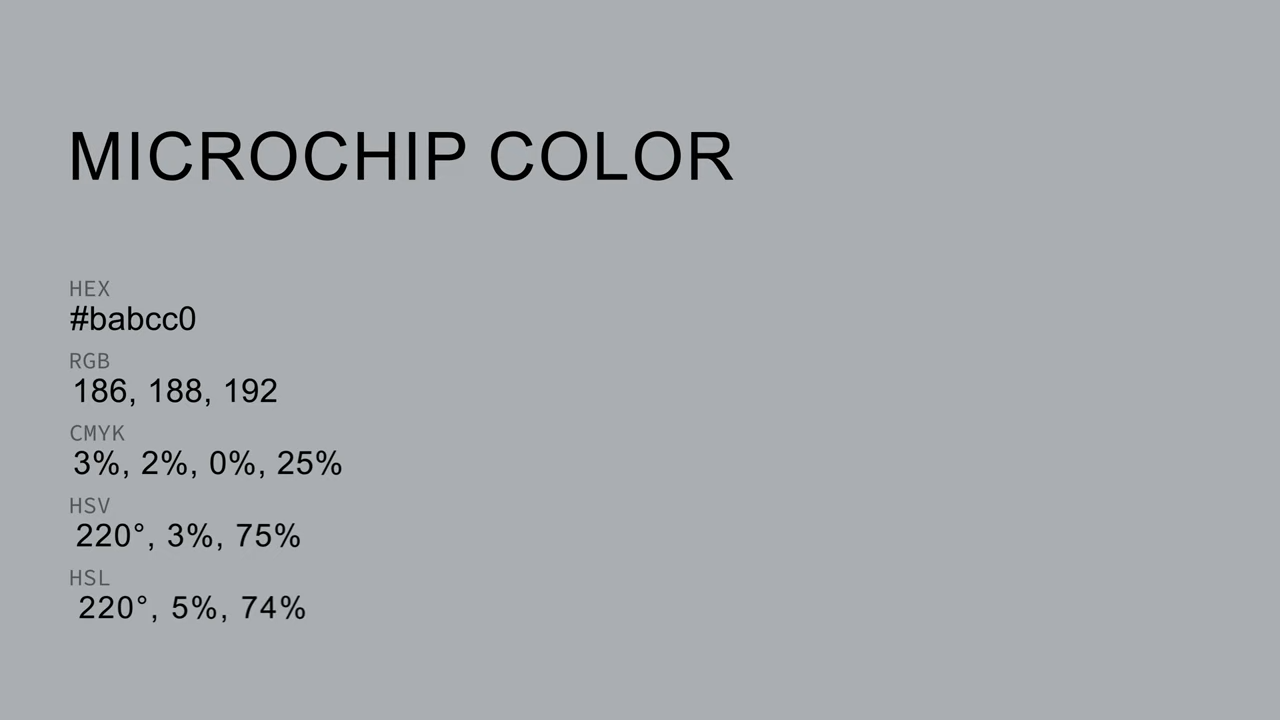 MICROCHIP COLOR
HEX
#babcc0
RGB
186, 188, 192
CMYK
3%, 2%, 0%, 25%
HSV
220°, 3%, 75%
HSL
220°, 5%, 74%